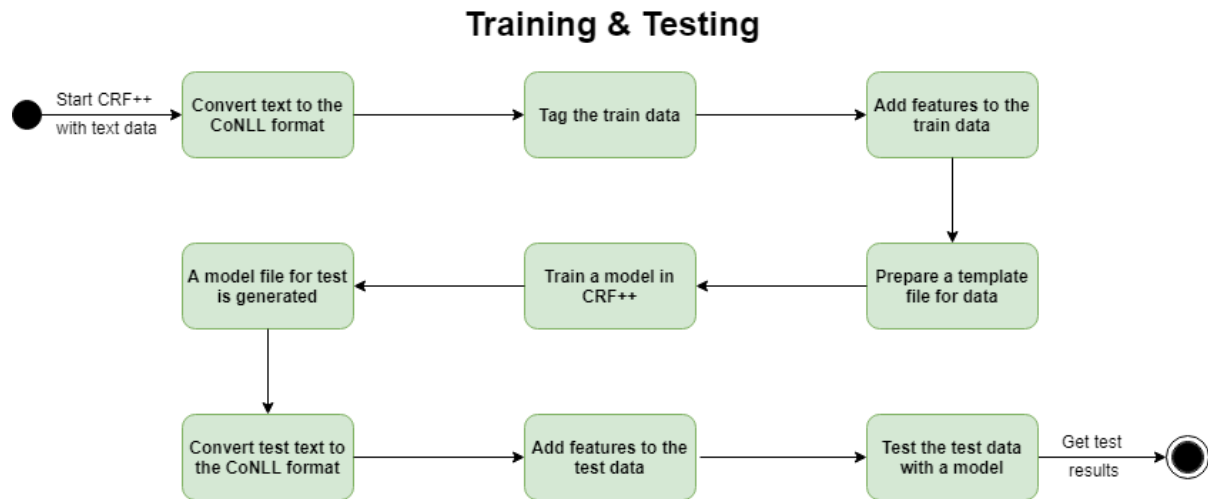 Training & Testing
Start CRF++
with text data
Convert text to the
CoNLL format
Tag the train data
Add features to the
train data
A model file for test
is generated
Train a model in
CRF++
Prepare a template
file for data
Convert test text to
the CoNLL format
Add features to the
test data
Test the test data
with a model
Get test
results